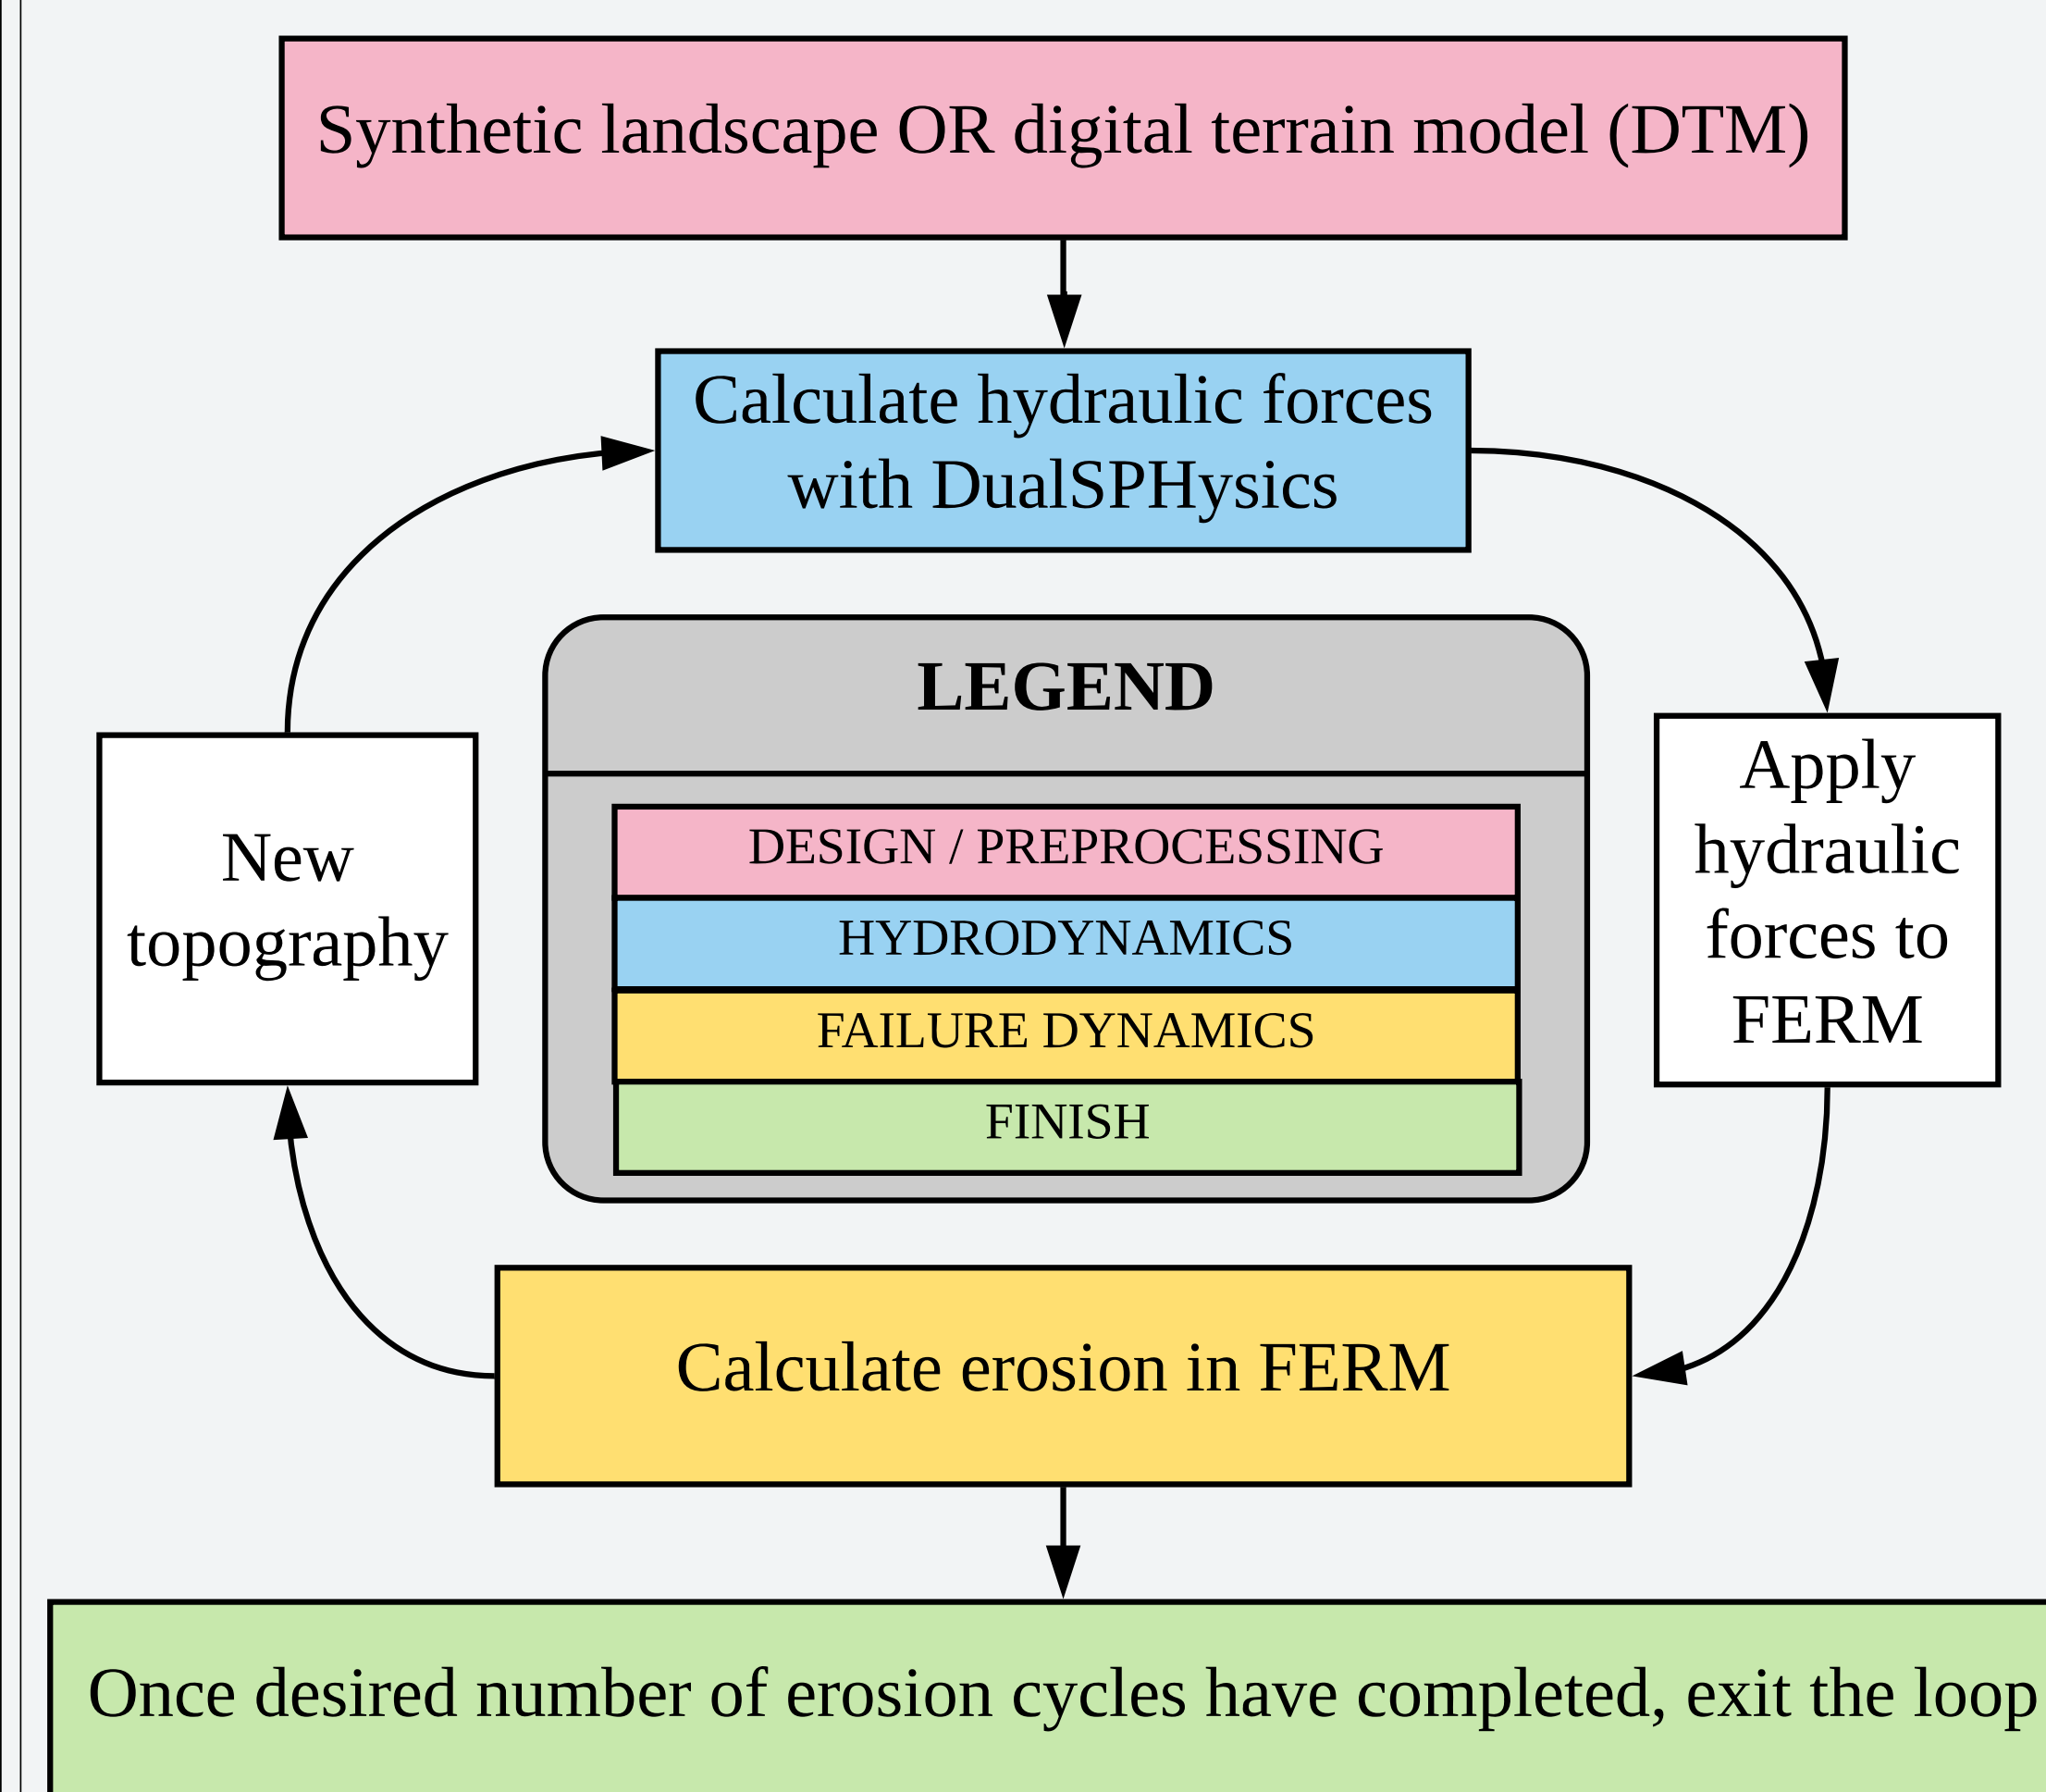 Synthetic landscape OR digital terrain model (DTM)
Calculate hydraulic forces
with DualSPHysics
LEGEND
DESIGN / PREPROCESSING
HYDRODYNAMICS
FAILURE DYNAMICS
FINISH
New
topography
Apply
hydraulic
forces to
FERM
Calculate erosion in FERM
Once desired number of erosion cycles have completed, exit the loop